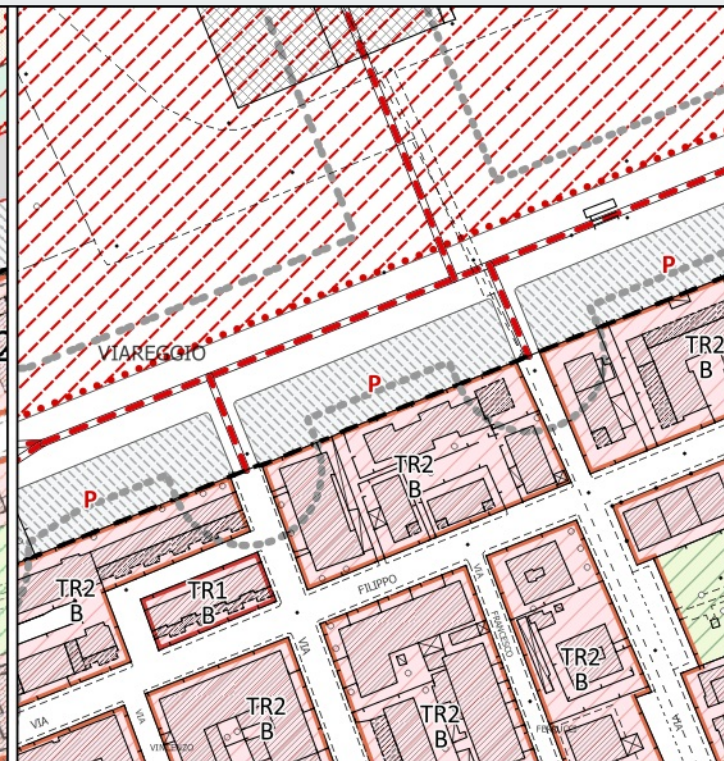 P
VIAREGGIO
TR2
B
P
TR2
B
P
TR2
B
TR1
B
FILIPPO
VIA
FRANCESCO
VIA
TR2
B
TR2
B
TR2
B
VIA
VIA
VINCENZO
FERRUCCI
VIA